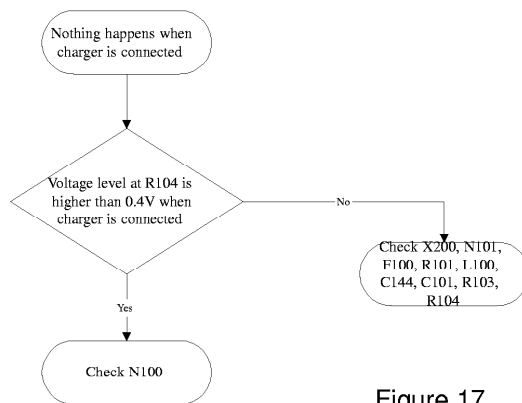 Nothing happens when
charger is connected
Voltage level at R104 is
higher than 0.4V when
charger is connected
No
Check X200, N101,
F100, R101, L100,
C144, C101, R103,
R104
Yes
Check N100
Figure 17